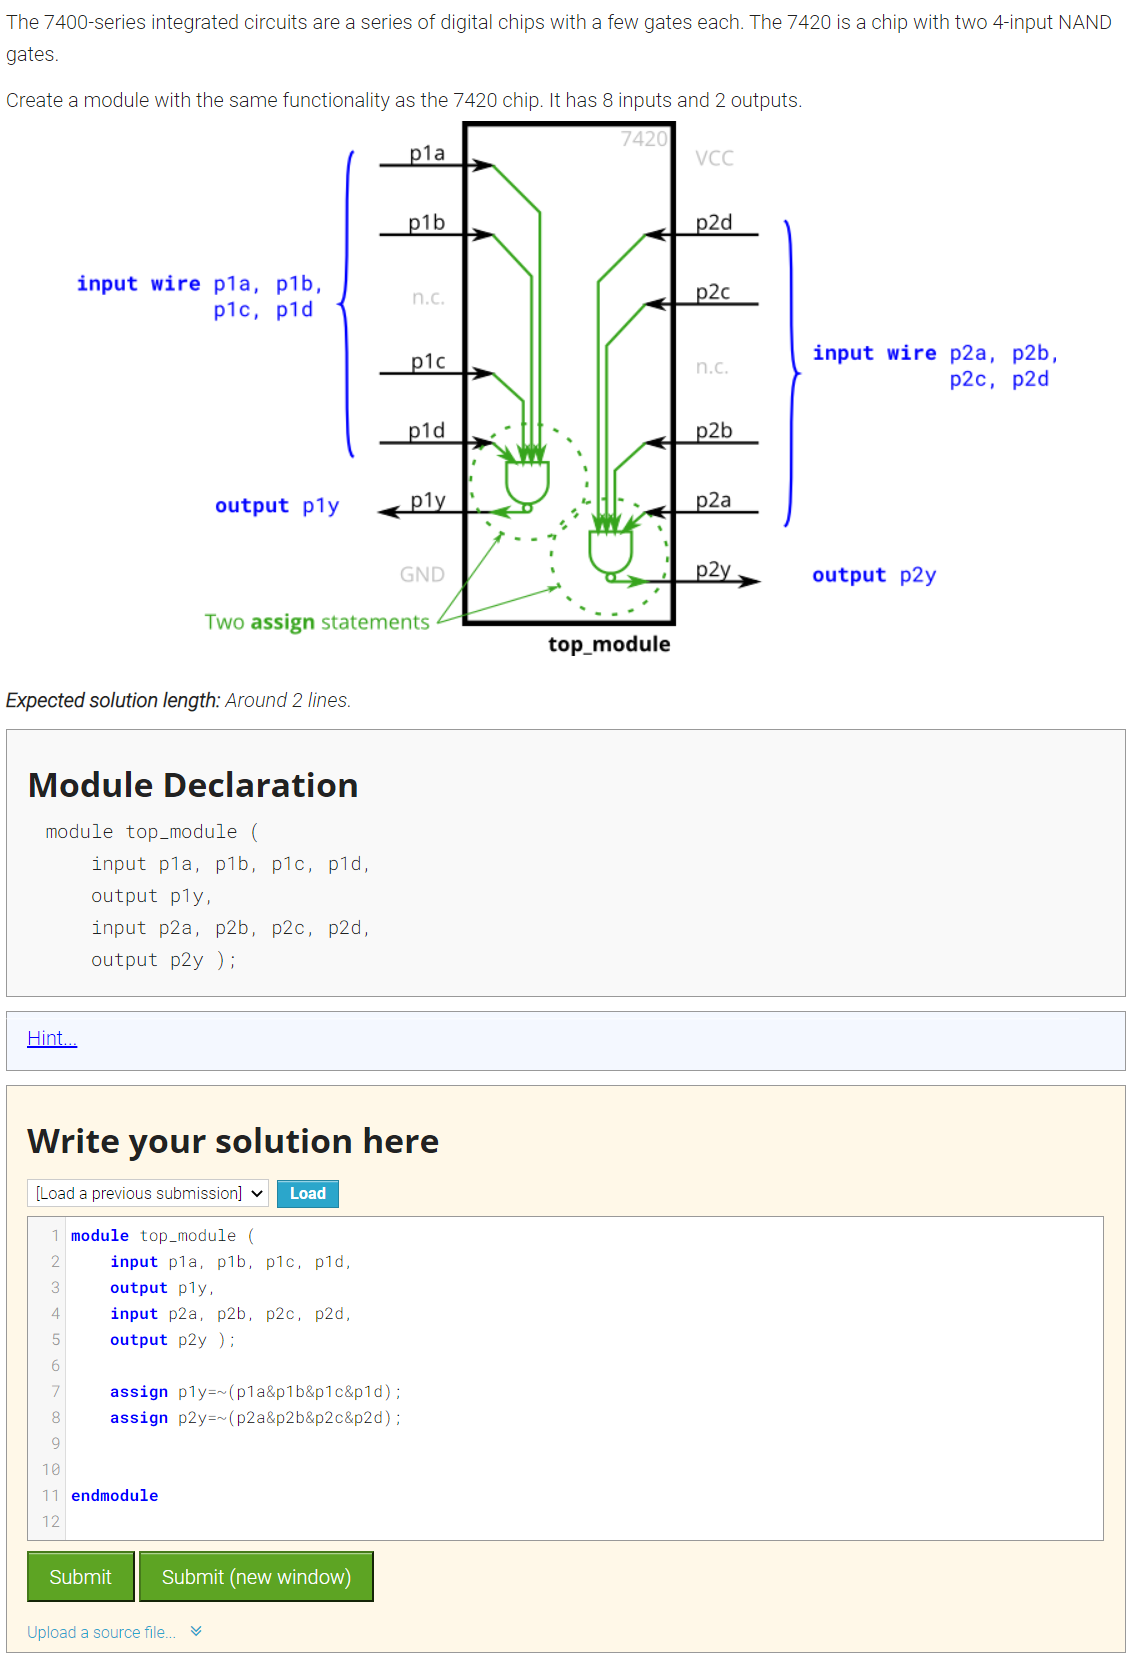 The 7400-series integrated circuits are a series of digital chips with a few gates each. The 7420 is a chip with two 4-input NAND
gates.
Create a module with the same functionality as the 7420 chip. It has 8 inputs and 2 outputs.
7420
p1a
VCC
p1b
p2d
input wire p1a, p1b,
p1c, p1d
n.c.
p2c
p1c
n.c.
input wire p2a, p2b,
p2c, p2d
p1d
p2b
output p1y
p1y
p2a
GND
p2y
output p2y
Two assign statements
top_module
Expected solution length: Around 2 lines.
Module Declaration
module top_module (
input p1a, p1b, p1c, p1d,
output p1y,
input p2a, p2b, p2c, p2d,
output p2y );
Hint...
Write your solution here
[Load a previous submission] Load
1 module top_module (
2 input p1a, p1b, p1c, p1d,
3 output p1y,
4 input p2a, p2b, p2c, p2d,
5 output p2y );
6
7 assign p1y=~(p1a&p1b&p1c&p1d);
8 assign p2y=~(p2a&p2b&p2c&p2d);
9
10
11 endmodule
12
Submit Submit (new window)
Upload a source file...